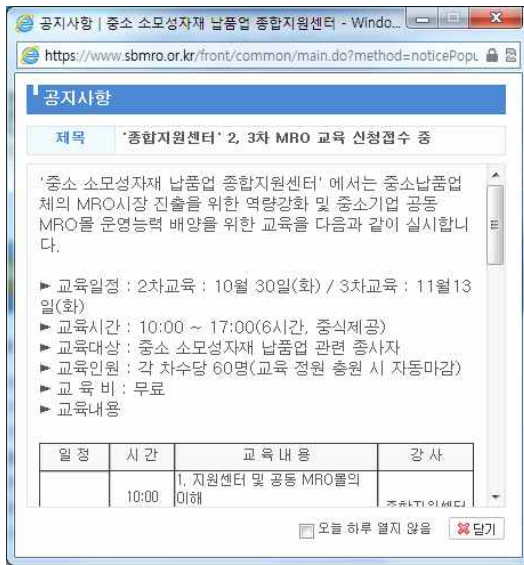 공지사항 | 중소 소모성자재 납품업 종합지원센터 - Windo...
https://www.sbmro.or.kr/front/common/main.do?method=noticePopu
공지사항
제목 '종합지원센터' 2, 3차 MRO 교육 신청접수 중
'중소 소모성자재 납품업 종합지원센터' 에서는 중소납품업
체의 MRO시장 진출을 위한 역량강화 및 중소기업 공동
MRO몰 운영능력 배양을 위한 교육을 다음과 같이 실시합니
다.
► 교육일정 : 2차교육 : 10월 30일(화) / 3차교육 : 11월13
일(화)
► 교육시간 : 10:00 ~ 17:00(6시간, 중식제공)
► 교육대상 : 중소 소모성자재 납품업 관련 종사자
► 교육인원 : 각 차수당 60명(교육 정원 충원 시 자동마감)
► 교 육 비 : 무료
► 교육내용
일 정 시 간 교 육 내 용 강 사
1. 지원센터 및 공동 MRO몰의
10:00 이해
종합지원센터
오늘 하루 열지 않음 닫기